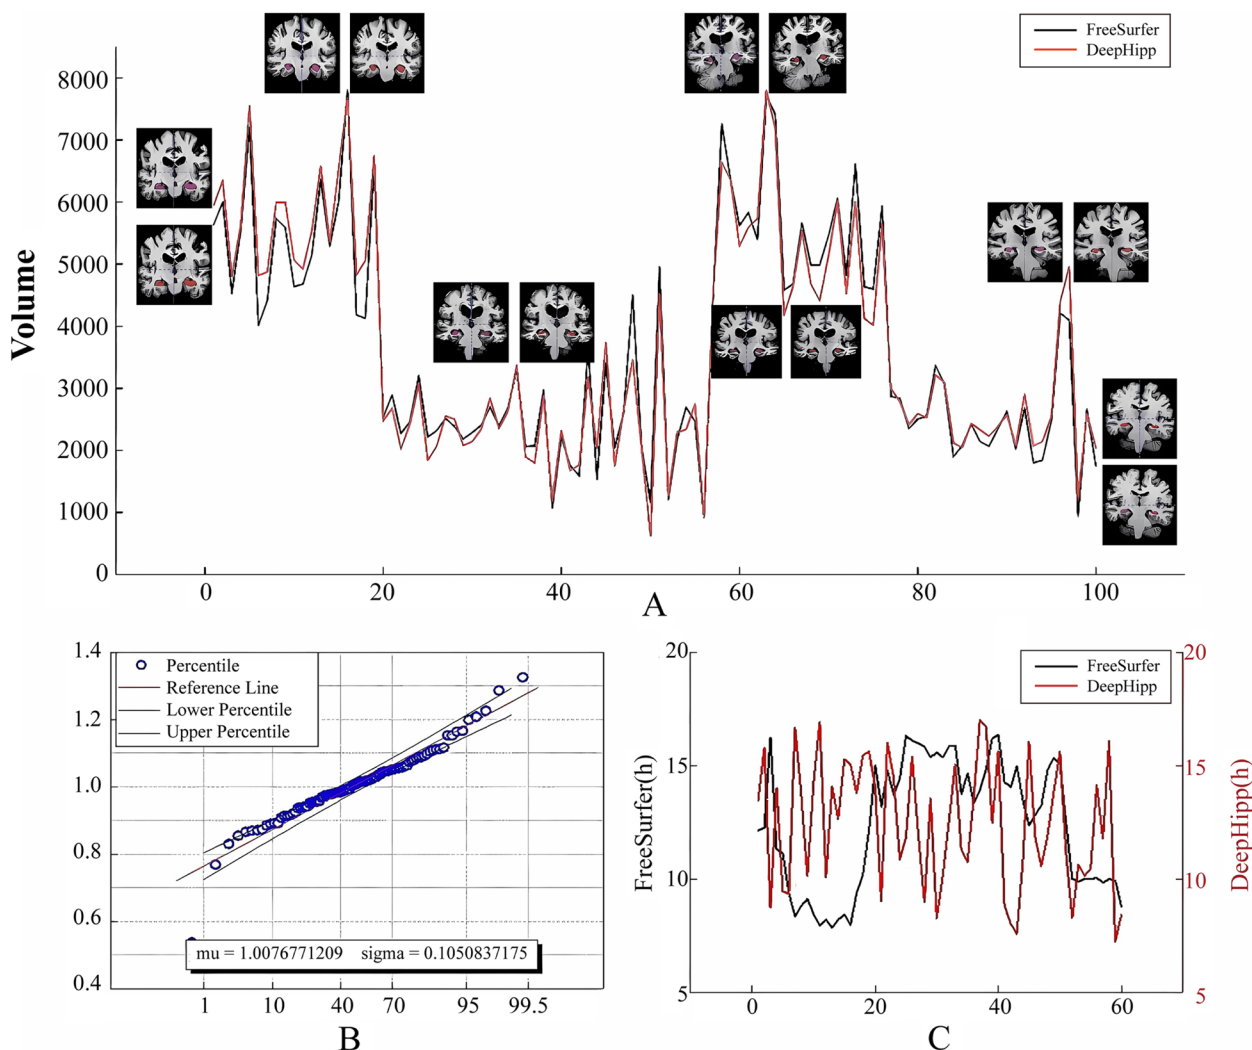 FreeSurfer
DeepHipp
Volume
8000
7000
6000
5000
4000
3000
2000
1000
0
0 20 40 60 80 100
A
1.4
1.2
1.0
0.8
0.6
0.4
Percentile
Reference Line
Lower Percentile
Upper Percentile
mu = 1.0076771209 sigma = 0.1050837175
1 10 40 70 95 99.5
B
FreeSurfer(h)
20
15
10
5
FreeSurfer
DeepHipp
20
15
10
5
DeepHipp(h)
0 20 40 60
C